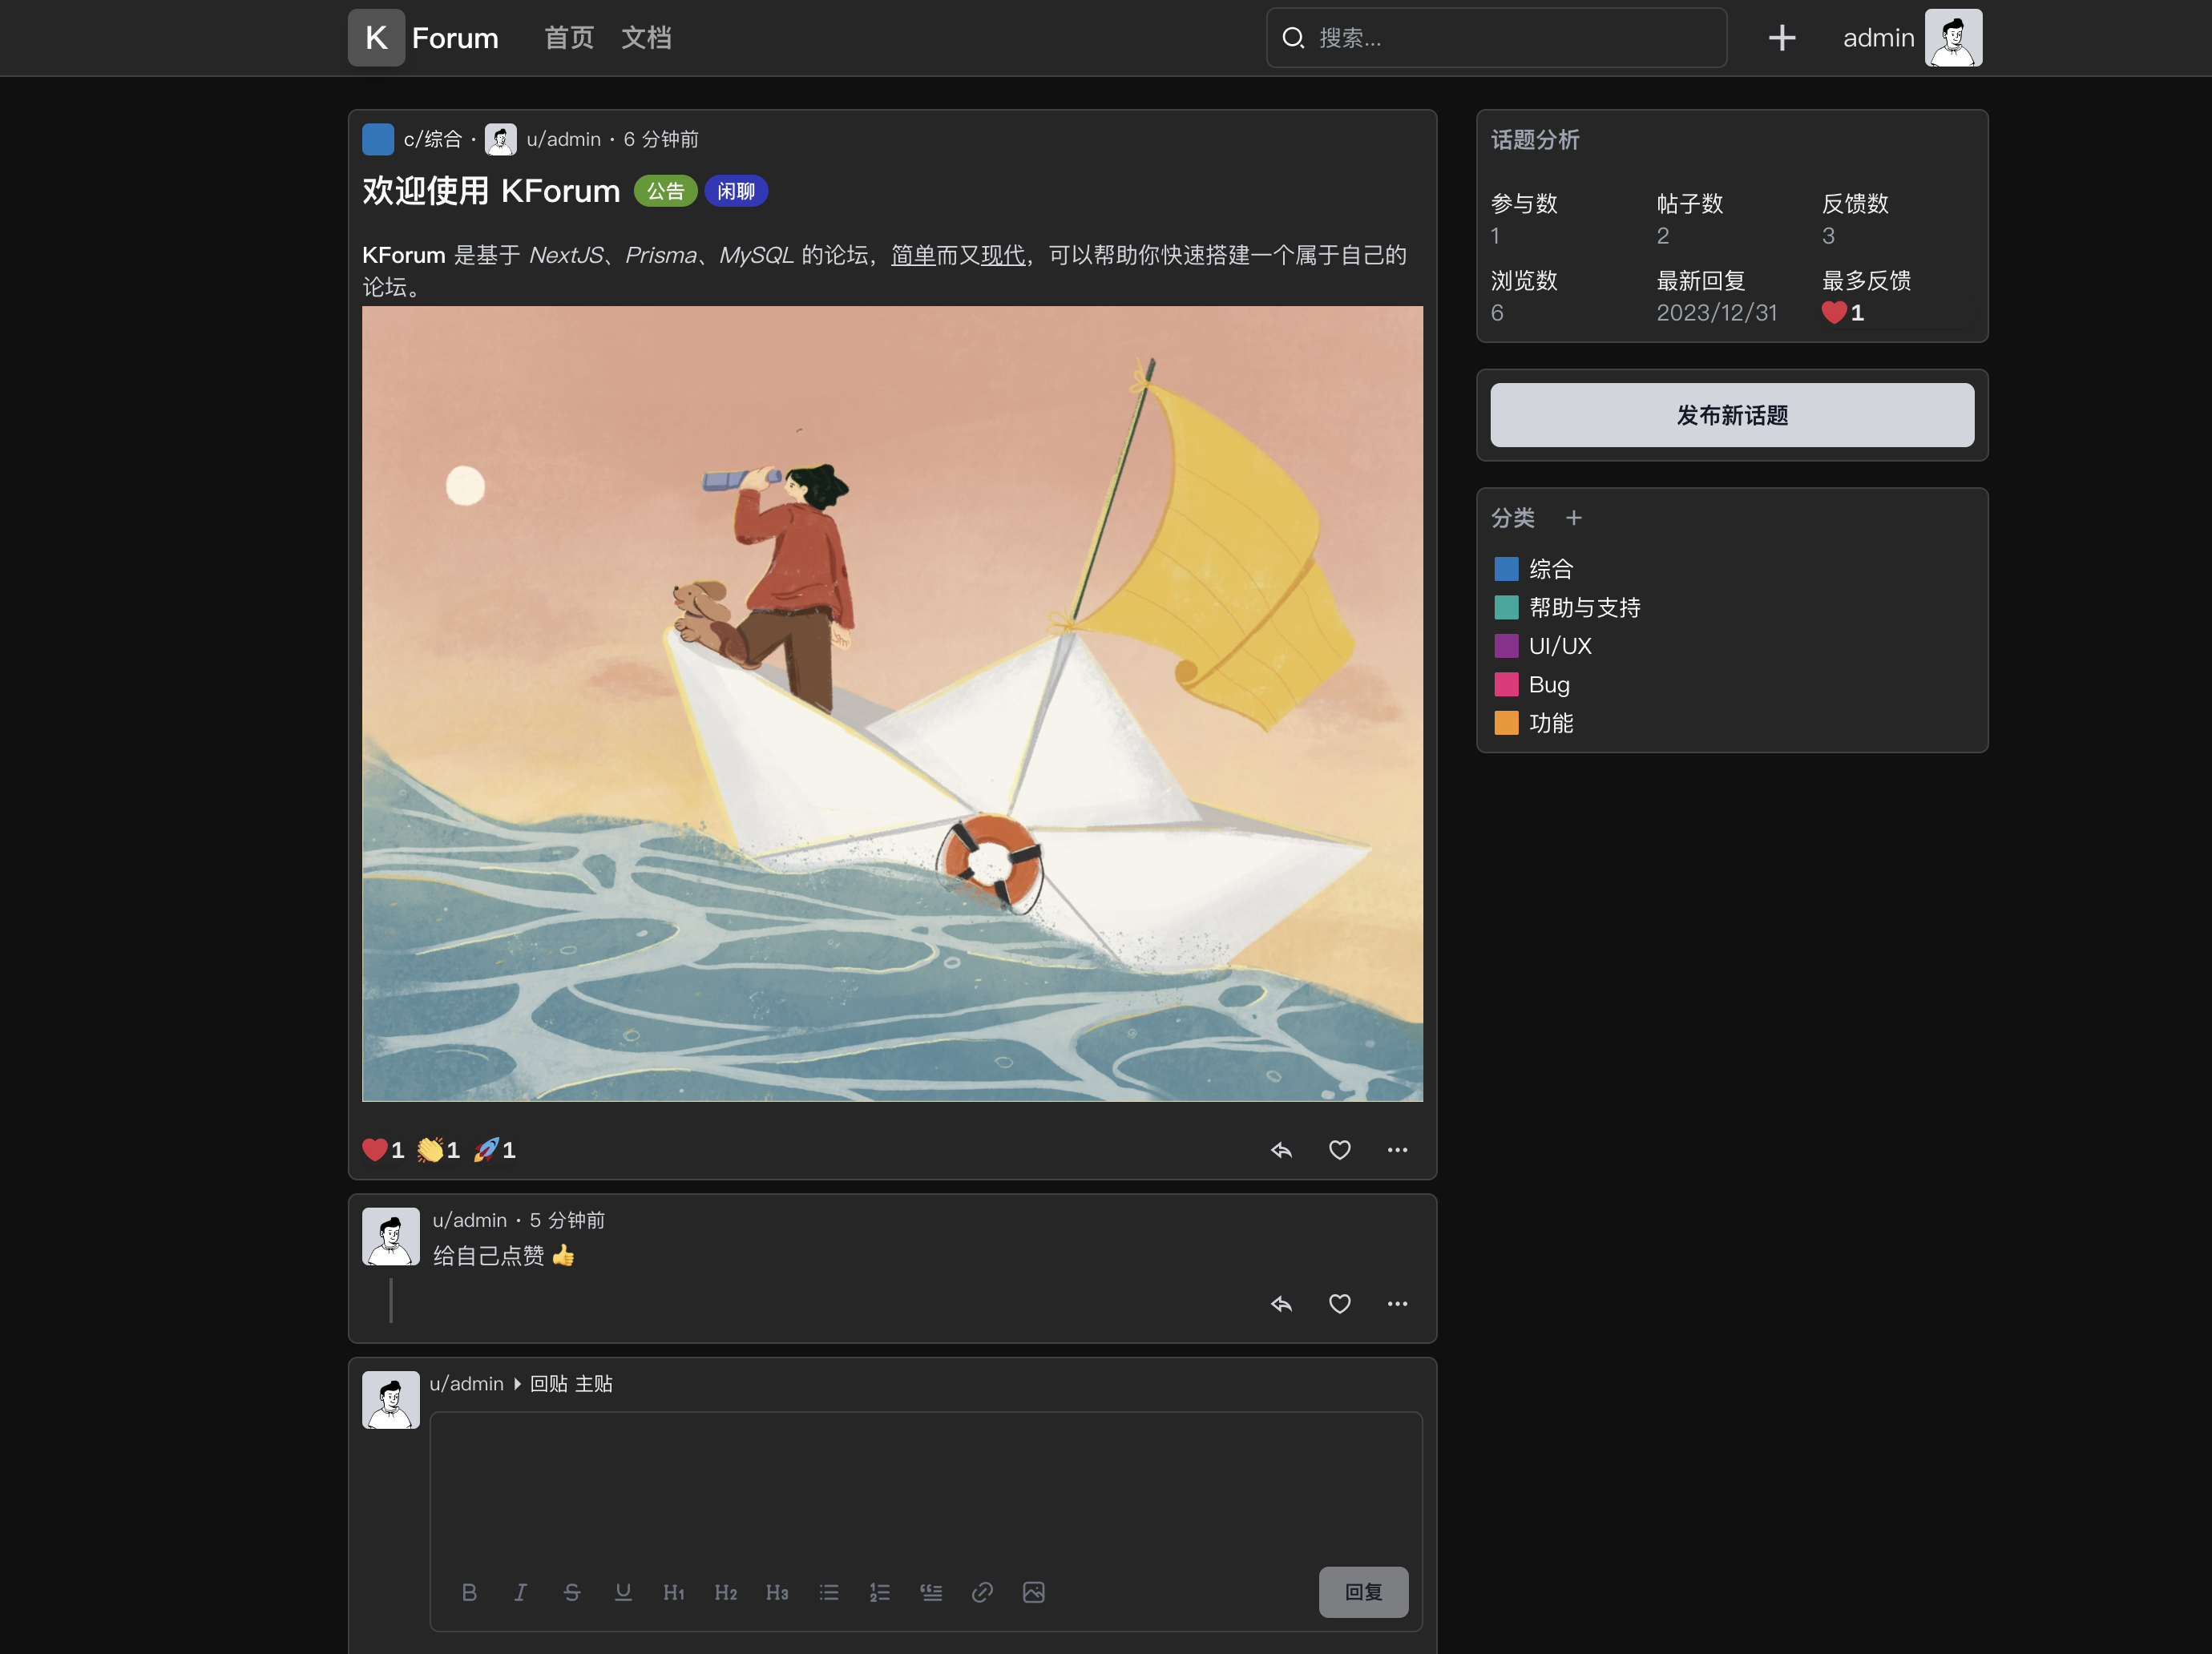 K Forum 首页 文档 搜索... admin
c/综合 · u/admin · 6 分钟前
欢迎使用 KForum 公告 闲聊
KForum 是基于 NextJS、Prisma、MySQL 的论坛，简单而又现代，可以帮助你快速搭建一个属于自己的
论坛。
❤️1 👏1 🚀1
u/admin · 5 分钟前
给自己点赞 👍
u/admin 回贴 主贴
B I S U H1 H2 H3
回复
话题分析
参与数 帖子数 反馈数
1 2 3
浏览数 最新回复 最多反馈
6 2023/12/31 ❤️1
发布新话题
分类 +
综合
帮助与支持
UI/UX
Bug
功能